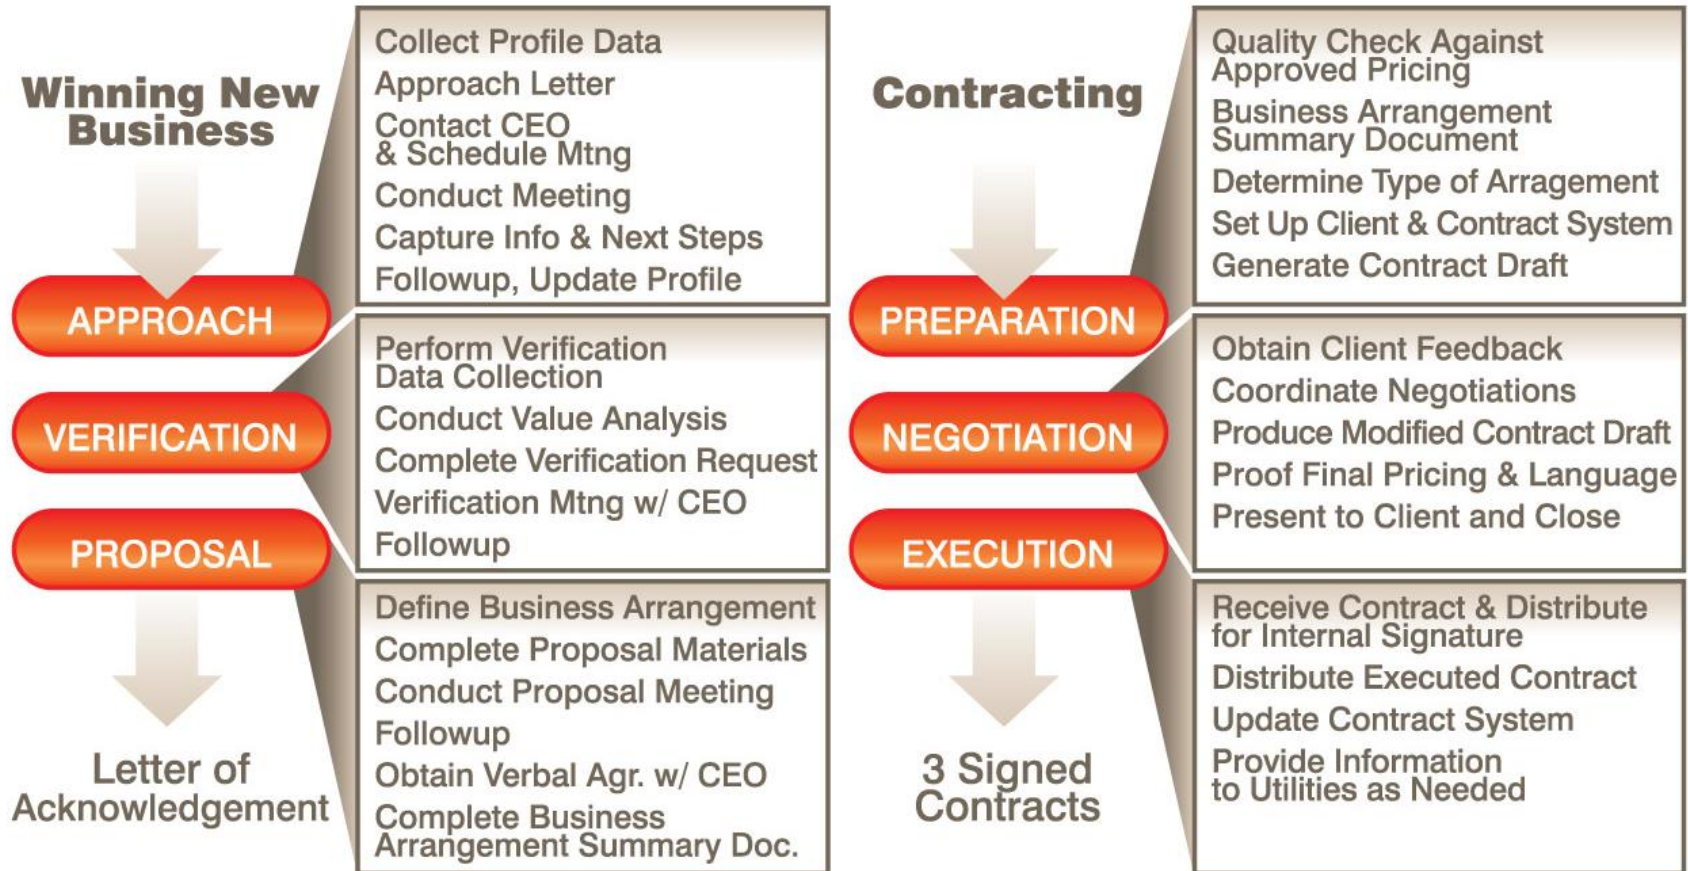 Winning New
Business
APPROACH
Collect Profile Data
Approach Letter
Contact CEO
& Schedule Mtng
Conduct Meeting
Capture Info & Next Steps
Followup, Update Profile
VERIFICATION
Perform Verification
Data Collection
Conduct Value Analysis
Complete Verification Request
Verification Mtng w/ CEO
Followup
PROPOSAL
Define Business Arrangement
Complete Proposal Materials
Conduct Proposal Meeting
Followup
Obtain Verbal Agr. w/ CEO
Complete Business
Arrangement Summary Doc.
Letter of
Acknowledgement
Contracting
PREPARATION
Quality Check Against
Approved Pricing
Business Arrangement
Summary Document
Determine Type of Arragement
Set Up Client & Contract System
Generate Contract Draft
NEGOTIATION
Obtain Client Feedback
Coordinate Negotiations
Produce Modified Contract Draft
Proof Final Pricing & Language
Present to Client and Close
EXECUTION
Receive Contract & Distribute
for Internal Signature
Distribute Executed Contract
Update Contract System
Provide Information
to Utilities as Needed
3 Signed
Contracts